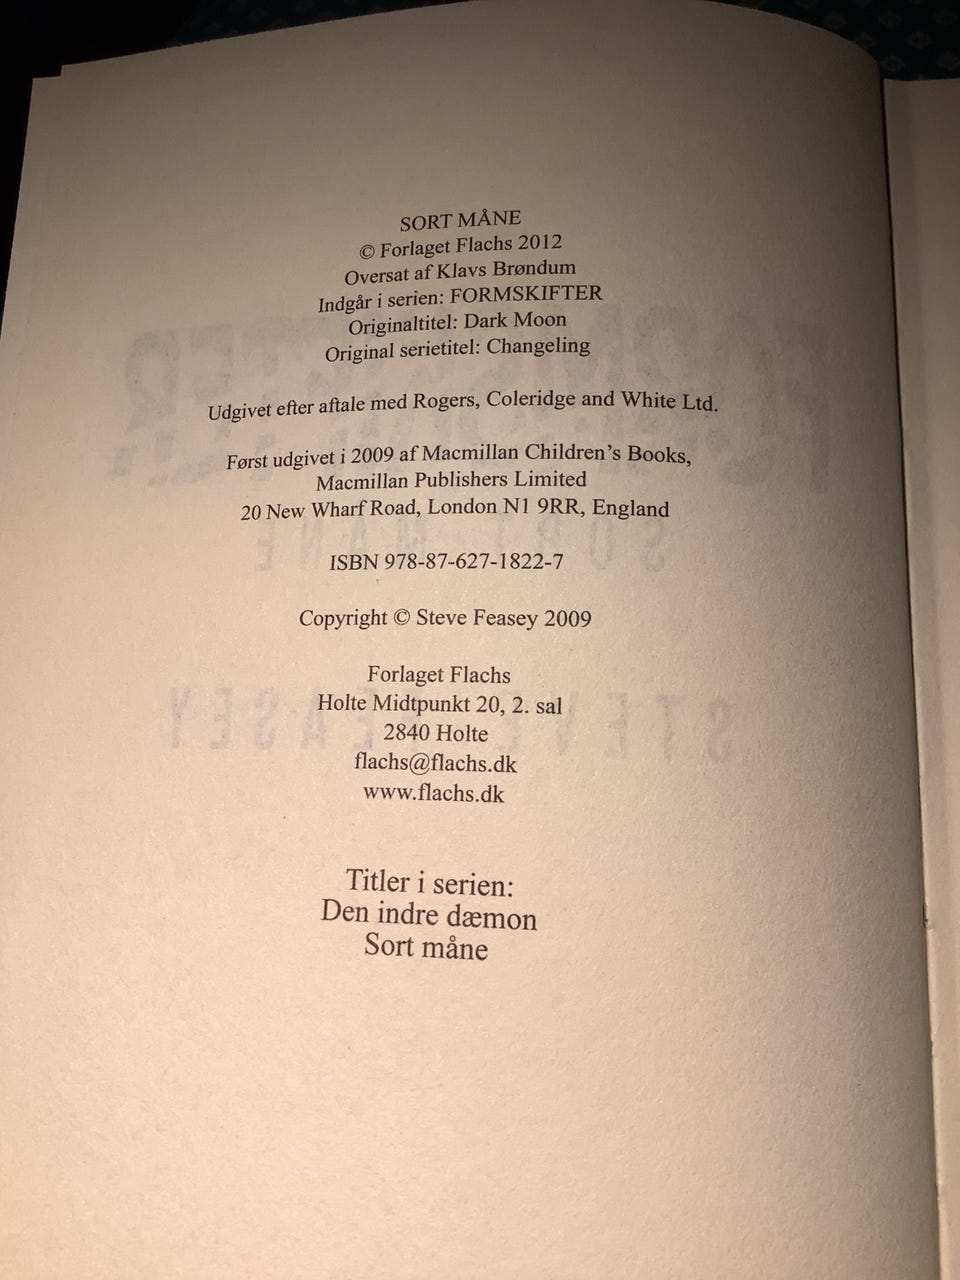 SORT MÅNE
© Forlaget Flachs 2012
Oversat af Klavs Brøndum
Indgår i serien: FORMSKIFTER
Originaltitel: Dark Moon
Original serietitel: Changeling
Udgivet efter aftale med Rogers, Coleridge and White Ltd.
Først udgivet i 2009 af Macmillan Children’s Books,
Macmillan Publishers Limited
20 New Wharf Road, London N1 9RR, England
ISBN 978-87-627-1822-7
Copyright © Steve Feasey 2009
Forlaget Flachs
Holte Midtpunkt 20, 2. sal
2840 Holte
flachs@flachs.dk
www.flachs.dk
Titler i serien:
Den indre dæmon
Sort måne